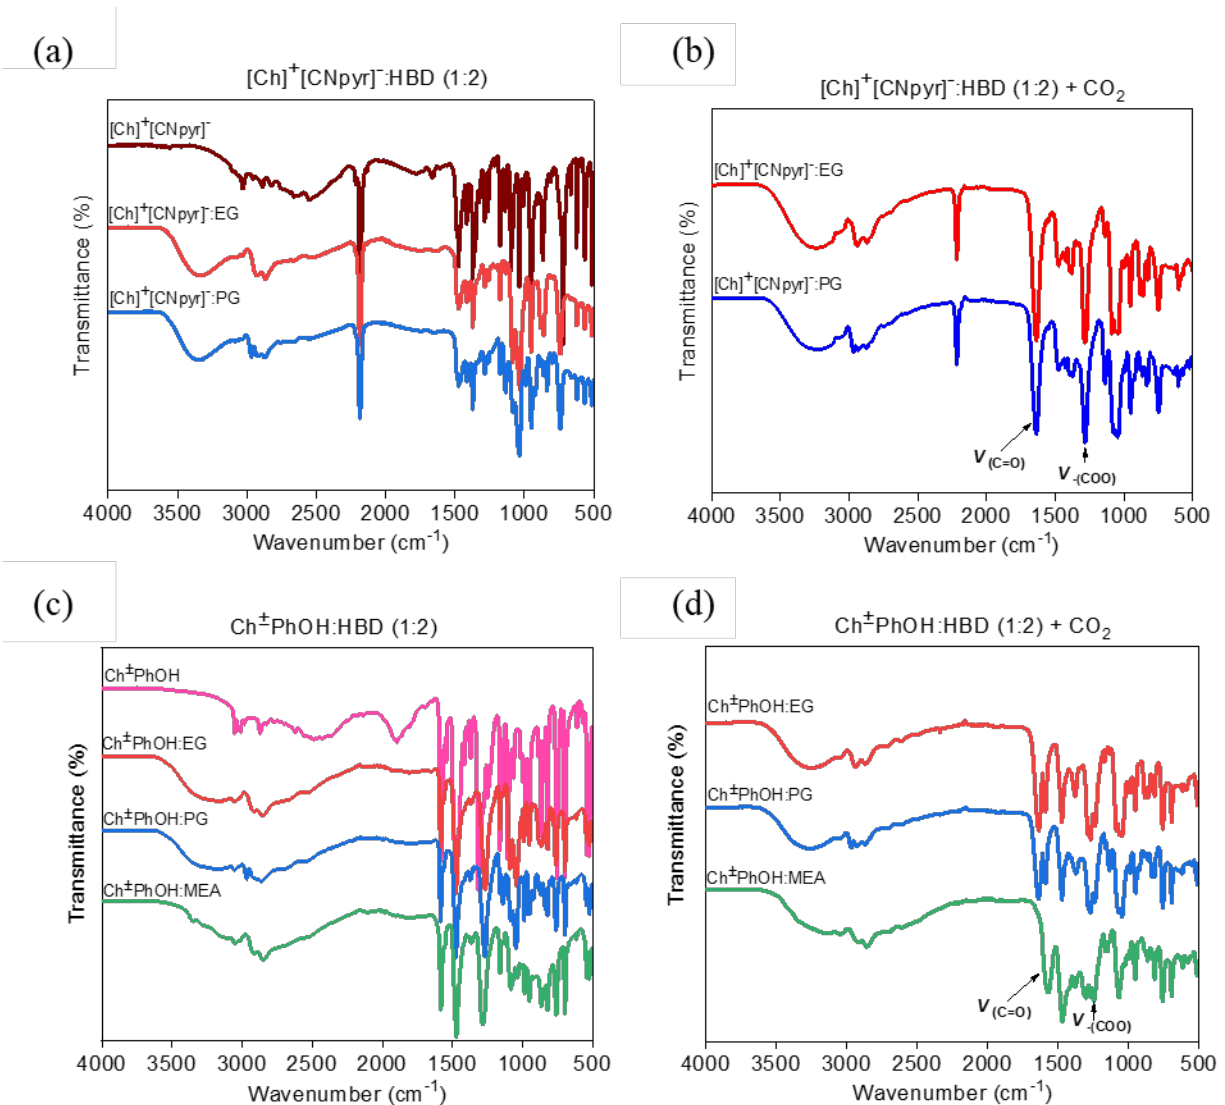 (a)
[Ch]⁺[CNpyr]⁻:HBD (1:2)
[Ch]⁺[CNpyr]⁻
[Ch]⁺[CNpyr]⁻:EG
[Ch]⁺[CNpyr]⁻:PG
Transmittance (%)
4000 3500 3000 2500 2000 1500 1000 500
Wavenumber (cm⁻¹)
(b)
[Ch]⁺[CNpyr]⁻:HBD (1:2) + CO₂
[Ch]⁺[CNpyr]⁻:EG
[Ch]⁺[CNpyr]⁻:PG
V(C=O)
V-(COO)
Transmittance (%)
4000 3500 3000 2500 2000 1500 1000 500
Wavenumber (cm⁻¹)
(c)
Ch±PhOH:HBD (1:2)
Ch±PhOH
Ch±PhOH:EG
Ch±PhOH:PG
Ch±PhOH:MEA
Transmittance (%)
4000 3500 3000 2500 2000 1500 1000 500
Wavenumber (cm⁻¹)
(d)
Ch±PhOH:HBD (1:2) + CO₂
Ch±PhOH:EG
Ch±PhOH:PG
Ch±PhOH:MEA
V(C=O)
V-(COO)
Transmittance (%)
4000 3500 3000 2500 2000 1500 1000 500
Wavenumber (cm⁻¹)